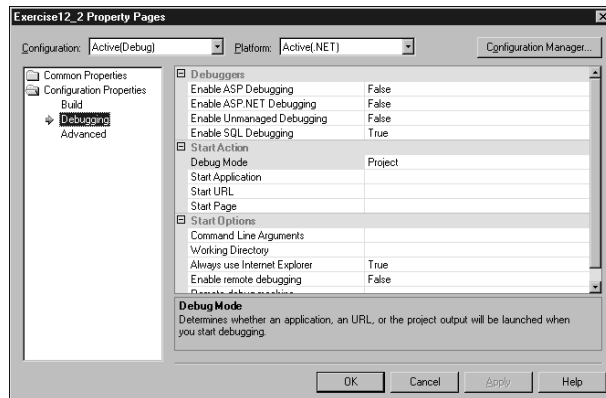 Exercise12_2 Property Pages
Configuration: Active(Debug) Platform: Active(.NET) Configuration Manager...
Common Properties
Configuration Properties
Build
Debugging
Advanced
Debuggers
Enable ASP Debugging False
Enable ASP.NET Debugging False
Enable Unmanaged Debugging False
Enable SQL Debugging True
Start Action
Debug Mode Project
Start Application
Start URL
Start Page
Start Options
Command Line Arguments
Working Directory
Always use Internet Explorer True
Enable remote debugging False
Remote debug machine
Debug Mode
Determines whether an application, an URL, or the project output will be launched when
you start debugging.
OK Cancel Apply Help